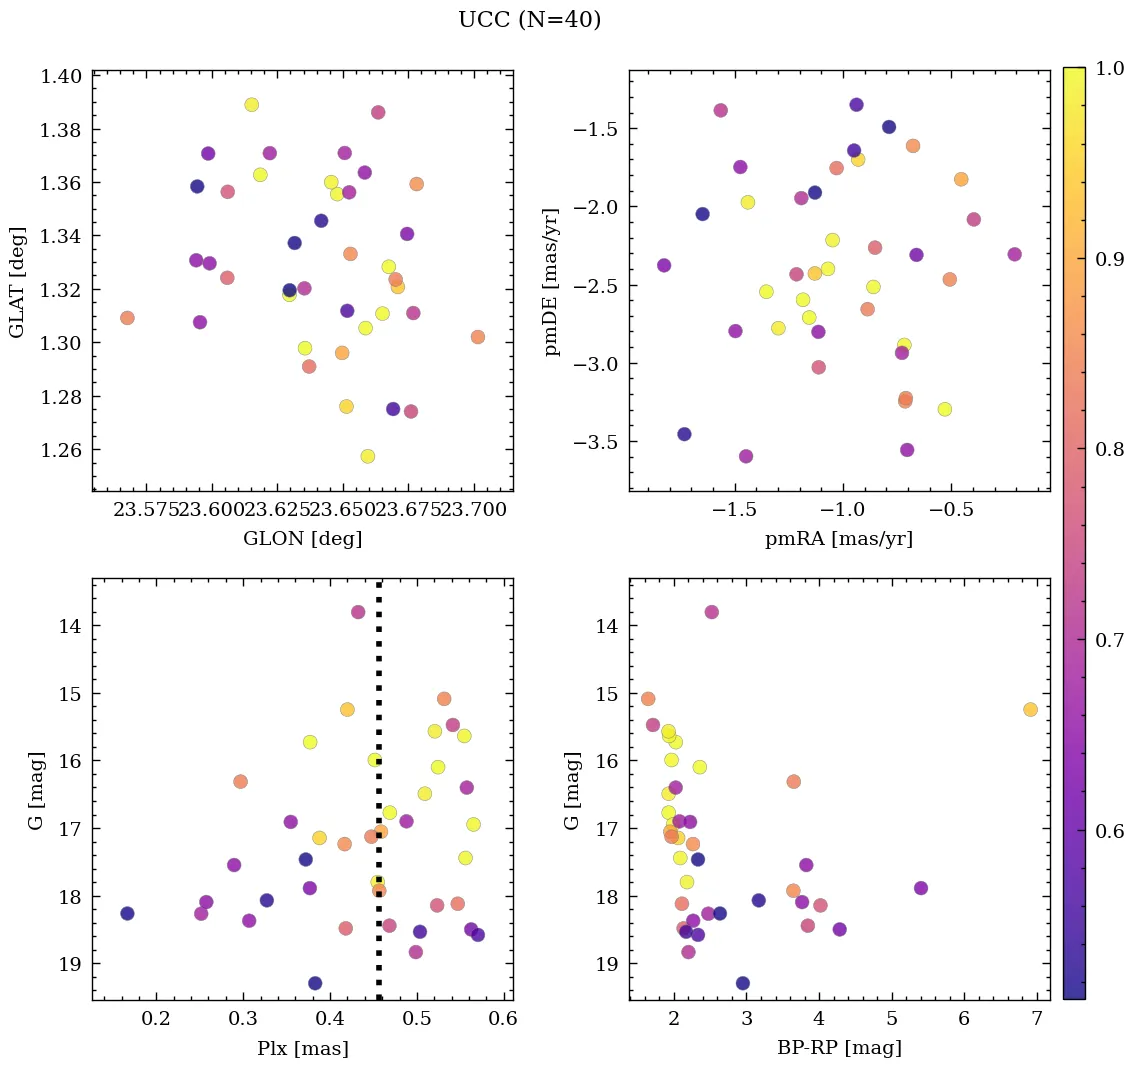 UCC (N=40)
1.40
1.38
1.36
1.34
1.32
1.30
1.28
1.26
GLAT [deg]
23.575 23.600 23.625 23.650 23.675 23.700
GLON [deg]
−1.5
−2.0
−2.5
−3.0
−3.5
pmDE [mas/yr]
−1.5 −1.0 −0.5
pmRA [mas/yr]
1.0
0.9
0.8
0.7
0.6
14
15
16
17
18
19
G [mag]
0.2 0.3 0.4 0.5 0.6
Plx [mas]
14
15
16
17
18
19
G [mag]
2 3 4 5 6 7
BP-RP [mag]